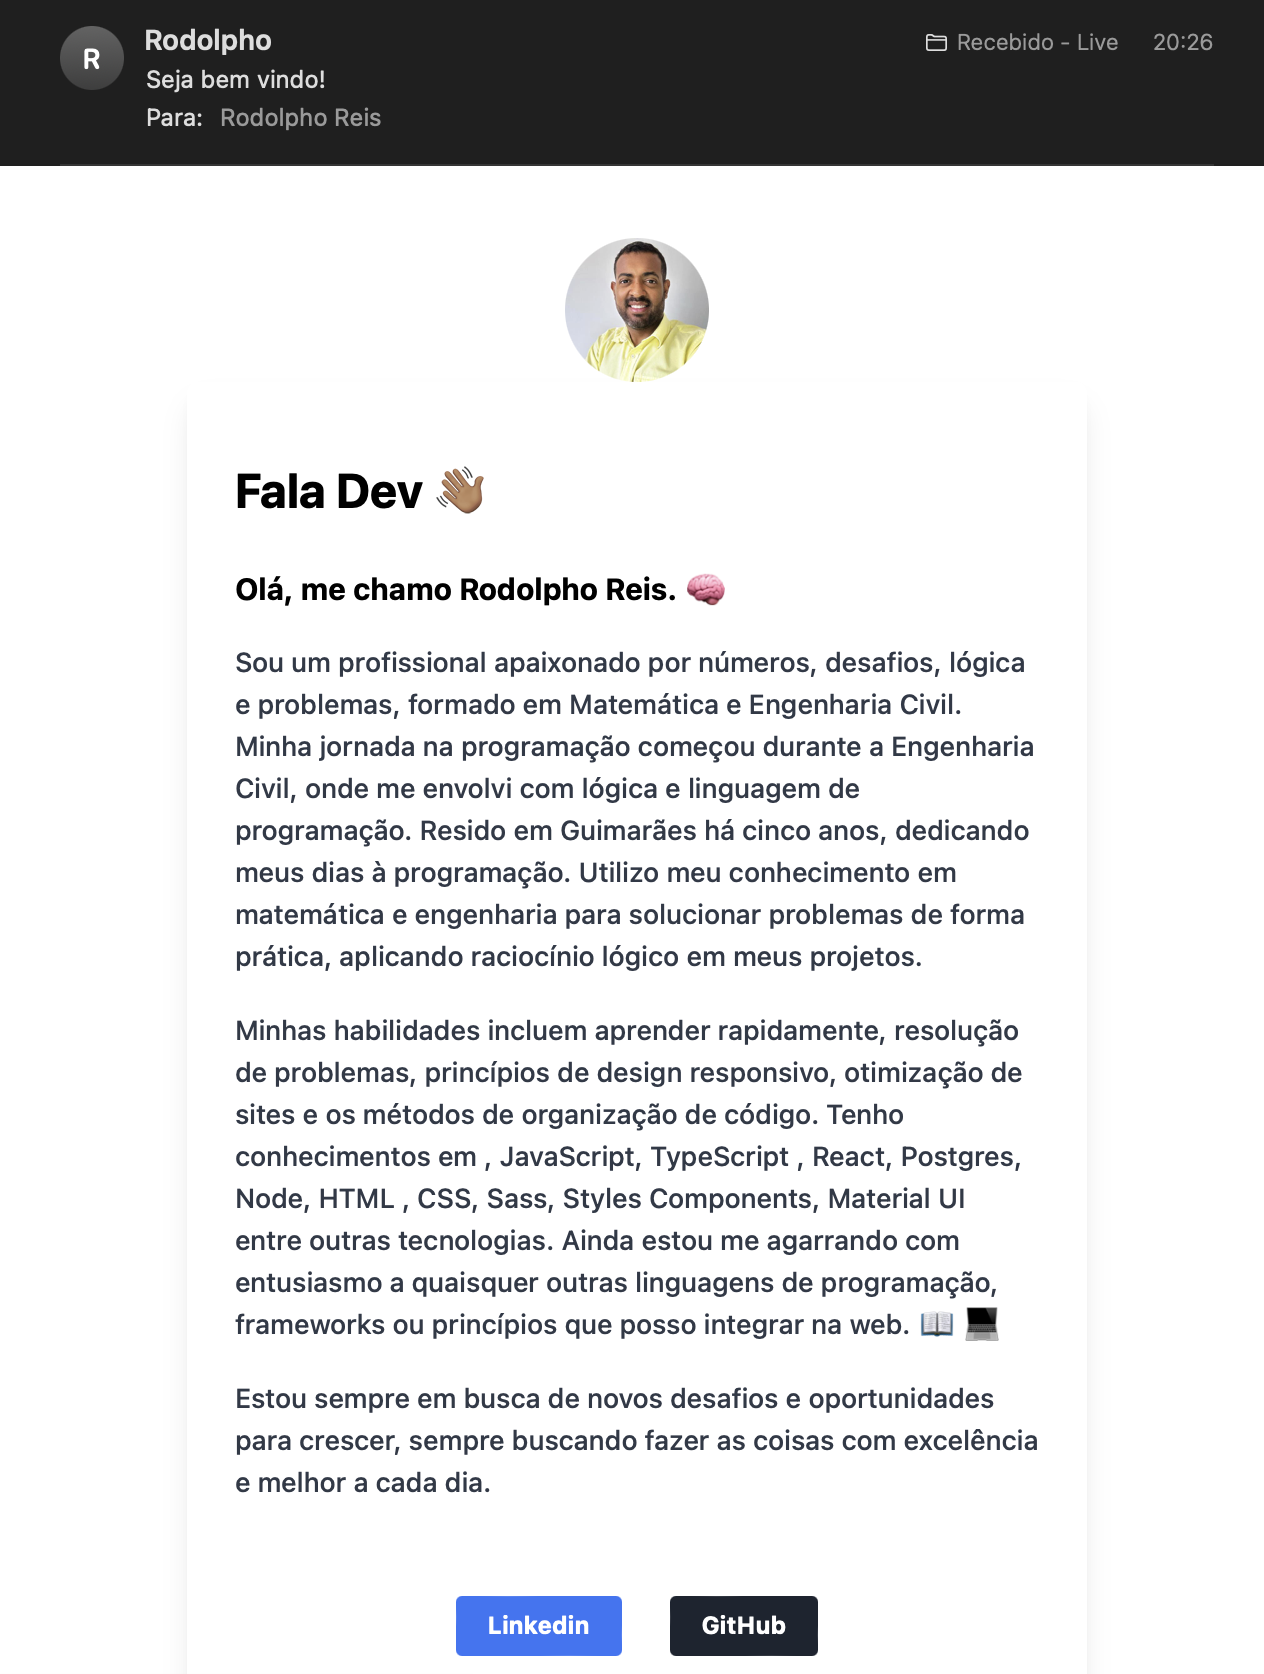 R
Rodolpho
Recebido - Live 20:26
Seja bem vindo!
Para: Rodolpho Reis
Fala Dev 👋🏽
Olá, me chamo Rodolpho Reis. 🧠
Sou um profissional apaixonado por números, desafios, lógica
e problemas, formado em Matemática e Engenharia Civil.
Minha jornada na programação começou durante a Engenharia
Civil, onde me envolvi com lógica e linguagem de
programação. Resido em Guimarães há cinco anos, dedicando
meus dias à programação. Utilizo meu conhecimento em
matemática e engenharia para solucionar problemas de forma
prática, aplicando raciocínio lógico em meus projetos.
Minhas habilidades incluem aprender rapidamente, resolução
de problemas, princípios de design responsivo, otimização de
sites e os métodos de organização de código. Tenho
conhecimentos em , JavaScript, TypeScript , React, Postgres,
Node, HTML , CSS, Sass, Styles Components, Material UI
entre outras tecnologias. Ainda estou me agarrando com
entusiasmo a quaisquer outras linguagens de programação,
frameworks ou princípios que posso integrar na web. 📖 💻
Estou sempre em busca de novos desafios e oportunidades
para crescer, sempre buscando fazer as coisas com excelência
e melhor a cada dia.
Linkedin GitHub